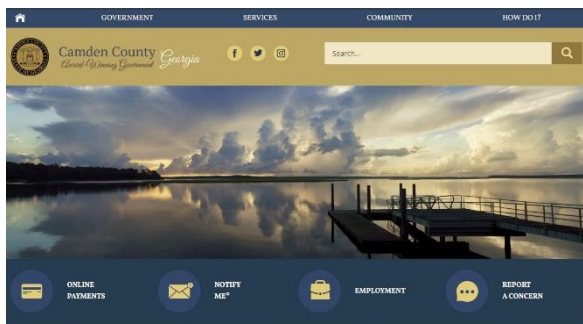 GOVERNMENT
SERVICES
COMMUNITY
HOW DO I?
Camden County
Georgia
Award-Winning Government
Search...
ONLINE
PAYMENTS
NOTIFY
ME®
EMPLOYMENT
REPORT
A CONCERN